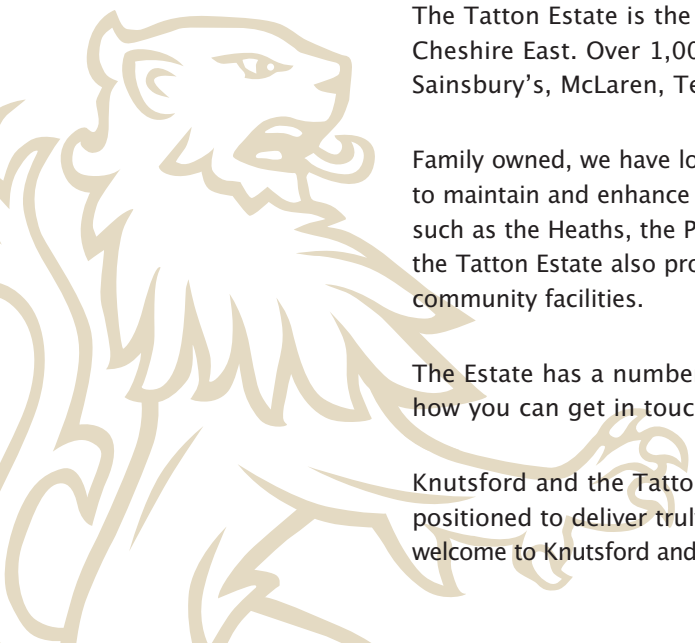 The Tatton Estate is the
Cheshire East. Over 1,00
Sainsbury’s, McLaren, Te
Family owned, we have lo
to maintain and enhance
such as the Heaths, the P
the Tatton Estate also pro
community facilities.
The Estate has a numbe
how you can get in touc
Knutsford and the Tatto
positioned to deliver trul
welcome to Knutsford and